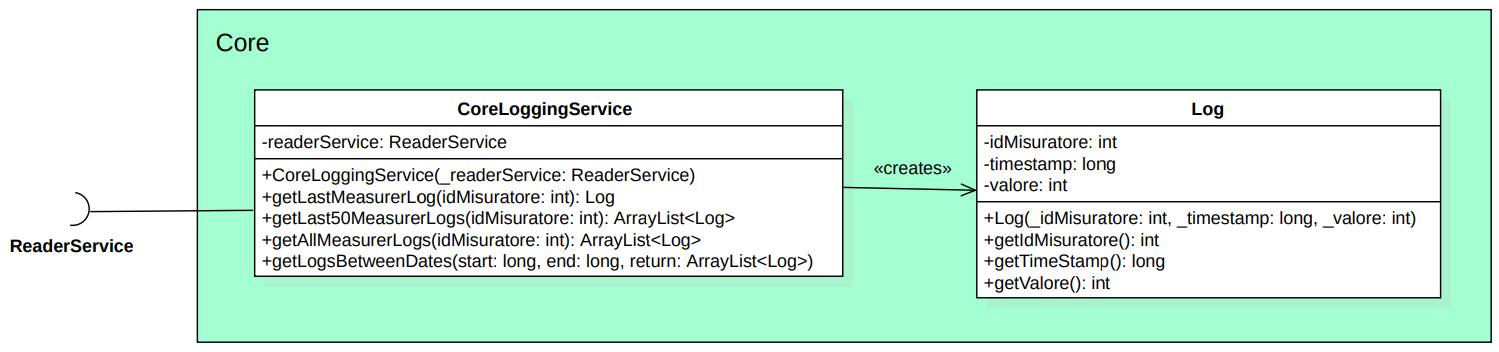 Core
CoreLoggingService
-readerService: ReaderService
+CoreLoggingService(_readerService: ReaderService)
+getLastMeasurerLog(idMisuratore: int): Log
+getLast50MeasurerLogs(idMisuratore: int): ArrayList<Log>
+getAllMeasurerLogs(idMisuratore: int): ArrayList<Log>
+getLogsBetweenDates(start: long, end: long, return: ArrayList<Log>)
«creates»
Log
-idMisuratore: int
-timestamp: long
-valore: int
+Log(_idMisuratore: int, _timestamp: long, _valore: int)
+getIdMisuratore(): int
+getTimeStamp(): long
+getValore(): int
ReaderService